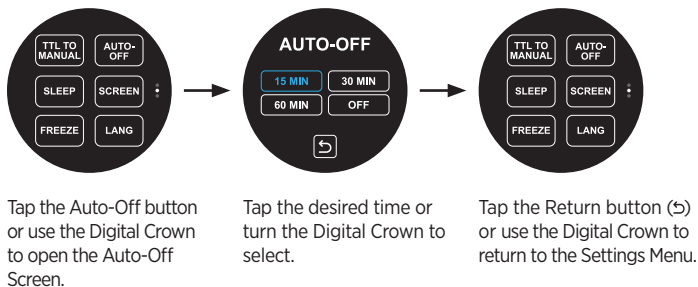 TTL TO
MANUAL
AUTO-
OFF
SLEEP
SCREEN
FREEZE
LANG
AUTO-OFF
15 MIN
30 MIN
60 MIN
OFF
TTL TO
MANUAL
AUTO-
OFF
SLEEP
SCREEN
FREEZE
LANG
Tap the Auto-Off button
or use the Digital Crown
to open the Auto-Off
Screen.
Tap the desired time or
turn the Digital Crown to
select.
Tap the Return button (⮌)
or use the Digital Crown to
return to the Settings Menu.